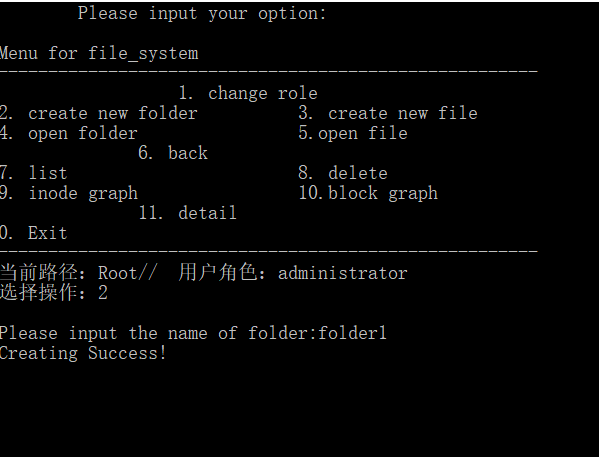 Please input your option:
Menu for file_system
------------------------------------------------------
1. change role
2. create new folder 3. create new file
4. open folder 5.open file
6. back
7. list 8. delete
9. inode graph 10.block graph
11. detail
0. Exit
------------------------------------------------------
当前路径：Root// 用户角色：administrator
选择操作：2
Please input the name of folder:folder1
Creating Success!